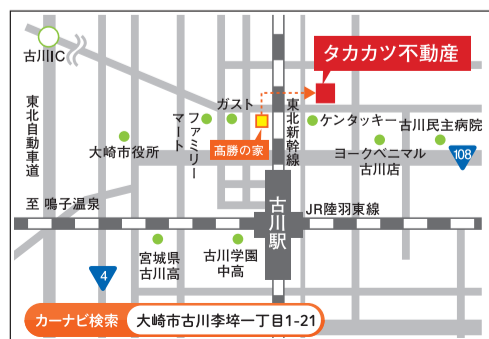 古川IC
タカカツ不動産
東北自動車道
大崎市役所
ファミリー
マート
ガスト
高勝の家
東北新幹線
ケンタッキー
古川民主病院
ヨークベニマル
古川店
108
至 鳴子温泉
古川駅
JR陸羽東線
宮城県
古川高
古川学園
中高
4
カーナビ検索
大崎市古川李埣一丁目1-21